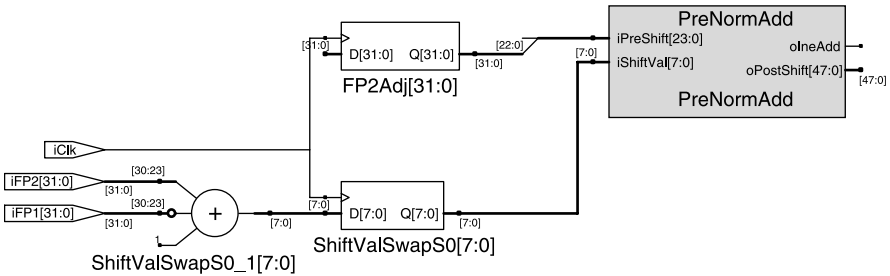 PreNormAdd
[31:0] [22:0] iPreShift[23:0] oIneAdd
D[31:0] Q[31:0] [31:0] [7:0] iShiftVal[7:0] oPostShift[47:0] [47:0]
FP2Adj[31:0] PreNormAdd
iClk
iFP2[31:0] [31:0] [30:23]
iFP1[31:0] [31:0] [30:23] + [7:0] [7:0] D[7:0] Q[7:0] [7:0]
1
ShiftValSwapS0[7:0]
ShiftValSwapS0_1[7:0]